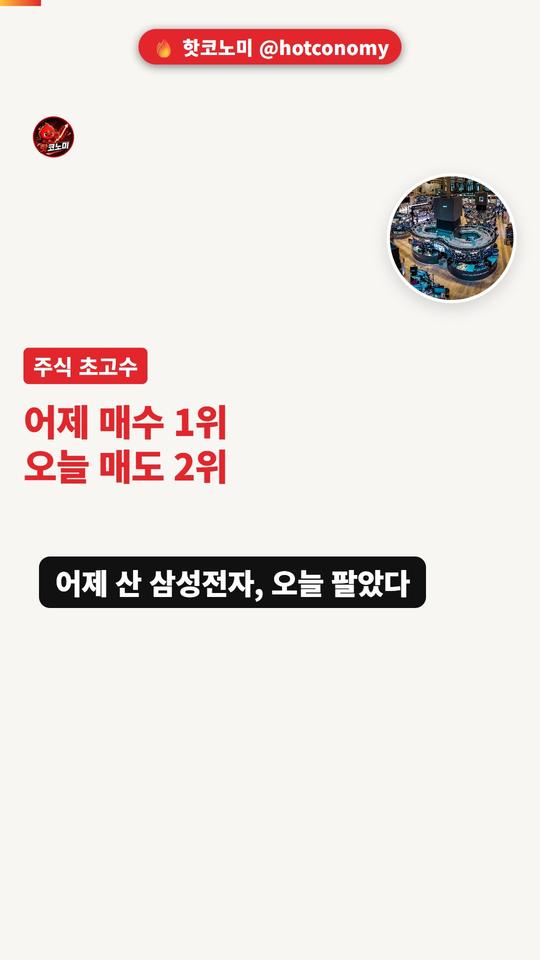 핫코노미 @hotconomy
핫코노미
주식 초고수
어제 매수 1위
오늘 매도 2위
어제 산 삼성전자, 오늘 팔았다